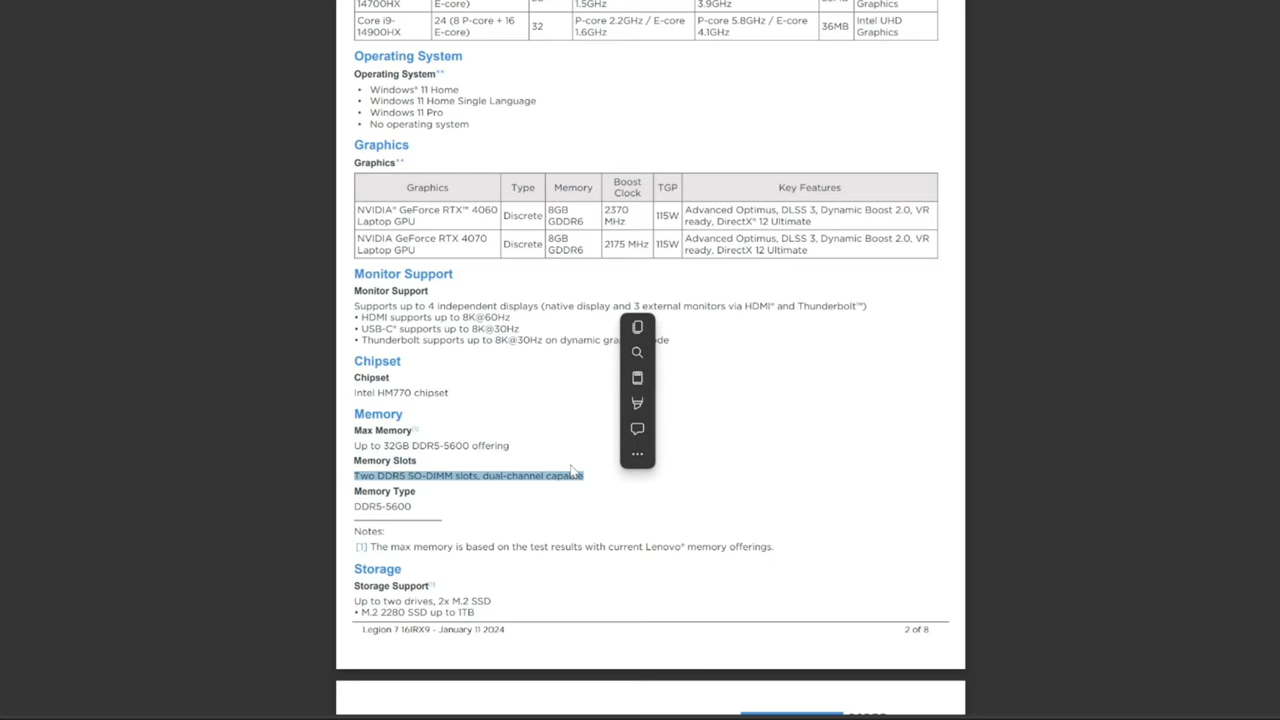 14700HX
E-core)
1.5GHz
3.9GHz
Graphics
Core i9-
14900HX
24 (8 P-core + 16
E-core)
32
P-core 2.2GHz / E-core
1.6GHz
P-core 5.8GHz / E-core
4.1GHz
36MB
Intel UHD
Graphics
Operating System
Operating System**
• Windows® 11 Home
• Windows 11 Home Single Language
• Windows 11 Pro
• No operating system
Graphics
Graphics**
Graphics
Type
Memory
Boost
Clock
TGP
Key Features
NVIDIA® GeForce RTX™ 4060
Laptop GPU
Discrete
8GB
GDDR6
2370
MHz
115W
Advanced Optimus, DLSS 3, Dynamic Boost 2.0, VR
ready, DirectX® 12 Ultimate
NVIDIA GeForce RTX 4070
Laptop GPU
Discrete
8GB
GDDR6
2175 MHz
115W
Advanced Optimus, DLSS 3, Dynamic Boost 2.0, VR
ready, DirectX 12 Ultimate
Monitor Support
Monitor Support
Supports up to 4 independent displays (native display and 3 external monitors via HDMI® and Thunderbolt™)
• HDMI supports up to 8K@60Hz
• USB-C® supports up to 8K@30Hz
• Thunderbolt supports up to 8K@30Hz on dynamic
Chipset
Chipset
Intel HM770 chipset
Memory
Max Memory[1]
Up to 32GB DDR5-5600 offering
Memory Slots
Two DDR5 SO-DIMM slots, dual-channel capable
Memory Type
DDR5-5600
Notes:
[1] The max memory is based on the test results with current Lenovo® memory offerings.
Storage
Storage Support[1]
Up to two drives, 2x M.2 SSD
• M.2 2280 SSD up to 1TB
Legion 7 16IRX9 - January 11 2024
2 of 8